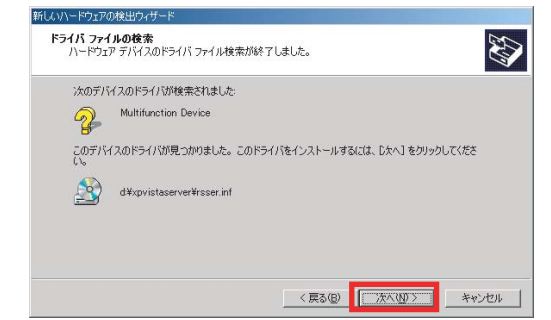 新しいハードウェアの検出ウィザード
ドライバ ファイルの検索
ハードウェア デバイスのドライバ ファイル検索が終了しました。
次のデバイスのドライバが検索されました:
Multifunction Device
このデバイスのドライバが見つかりました。このドライバをインストールするには、[次へ] をクリックしてくださ
い。
d¥xpvistaserver¥rsser.inf
< 戻る(B)
次へ(N) >
キャンセル